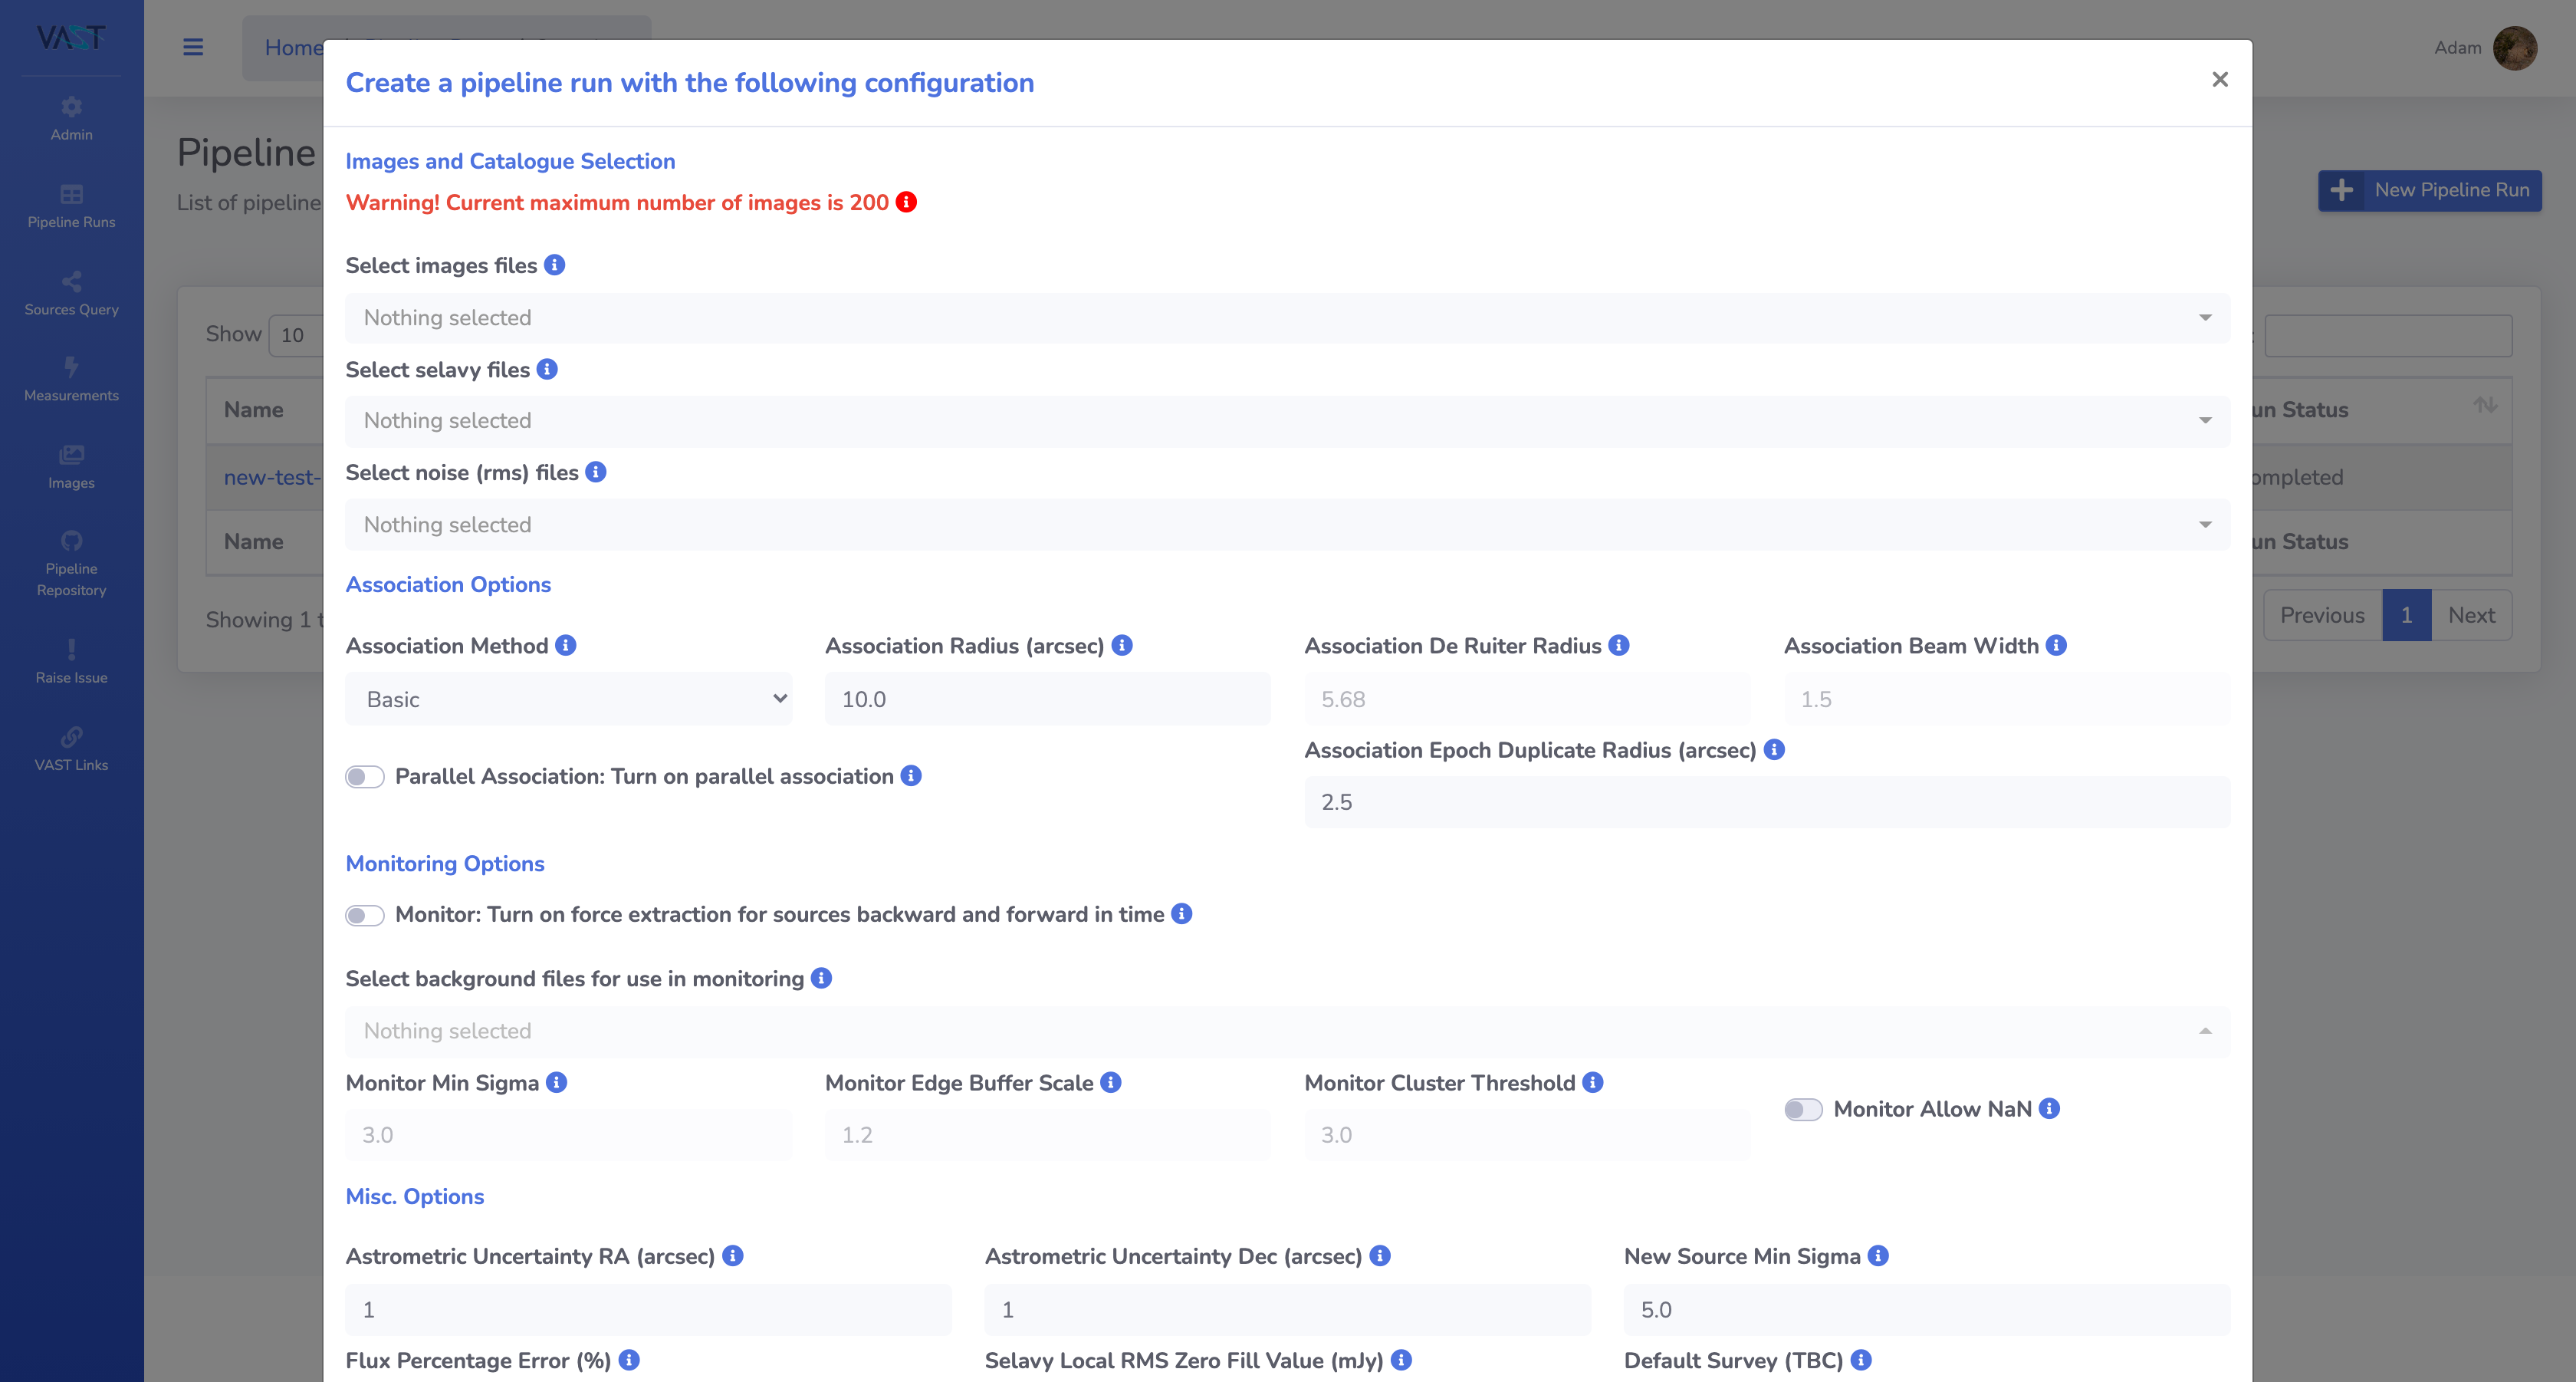 VAST
Home
Adam
Create a pipeline run with the following configuration
×
Admin
Pipeline Runs
Sources Query
Measurements
Images
Pipeline
Repository
Raise Issue
VAST Links
Pipeline
List of pipeline
New Pipeline Run
Show 10
Name
un Status
new-test-
ompleted
Name
un Status
Showing 1 t
Previous 1 Next
Images and Catalogue Selection
Warning! Current maximum number of images is 200
Select images files
Nothing selected
Select selavy files
Nothing selected
Select noise (rms) files
Nothing selected
Association Options
Association Method Association Radius (arcsec) Association De Ruiter Radius Association Beam Width
Basic 10.0 5.68 1.5
Parallel Association: Turn on parallel association
Association Epoch Duplicate Radius (arcsec)
2.5
Monitoring Options
Monitor: Turn on force extraction for sources backward and forward in time
Select background files for use in monitoring
Nothing selected
Monitor Min Sigma Monitor Edge Buffer Scale Monitor Cluster Threshold
3.0 1.2 3.0
Monitor Allow NaN
Misc. Options
Astrometric Uncertainty RA (arcsec) Astrometric Uncertainty Dec (arcsec) New Source Min Sigma
1 1 5.0
Flux Percentage Error (%) Selavy Local RMS Zero Fill Value (mJy) Default Survey (TBC)